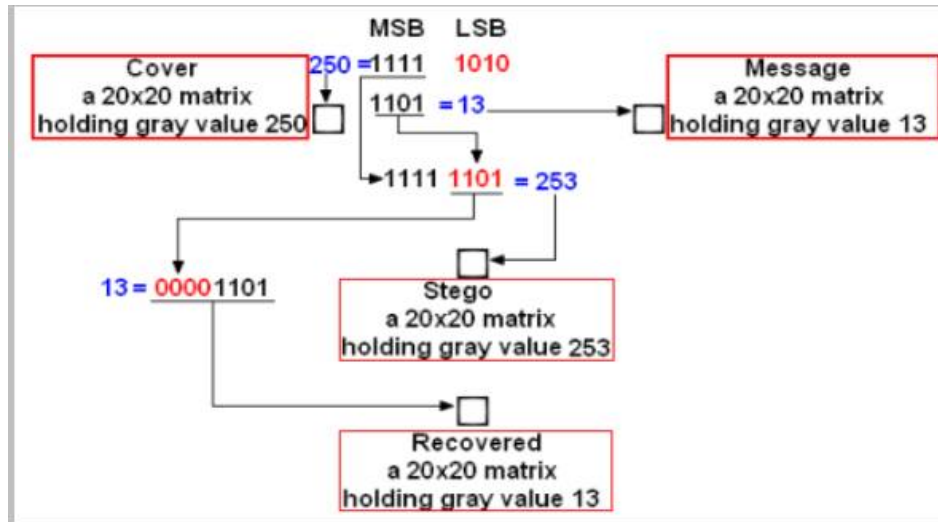 MSB LSB
250 = 1111 1010
Cover
a 20x20 matrix
holding gray value 250
1101 = 13
Message
a 20x20 matrix
holding gray value 13
1111 1101 = 253
13 = 00001101
Stego
a 20x20 matrix
holding gray value 253
Recovered
a 20x20 matrix
holding gray value 13